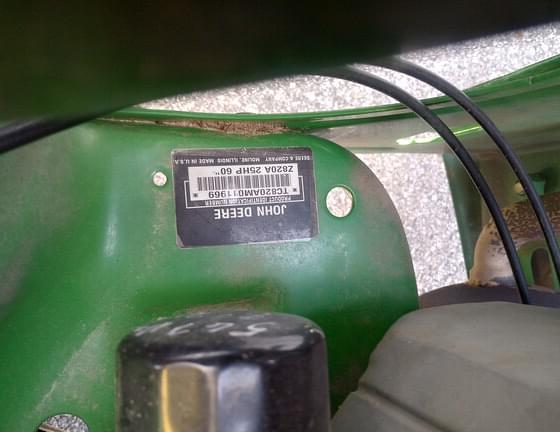 JOHN DEERE
PRODUCT IDENTIFICATION NUMBER
*TC820AM011969*
Z820A 25HP 60"
DEERE & COMPANY MOLINE, ILLINOIS MADE IN U.S.A.